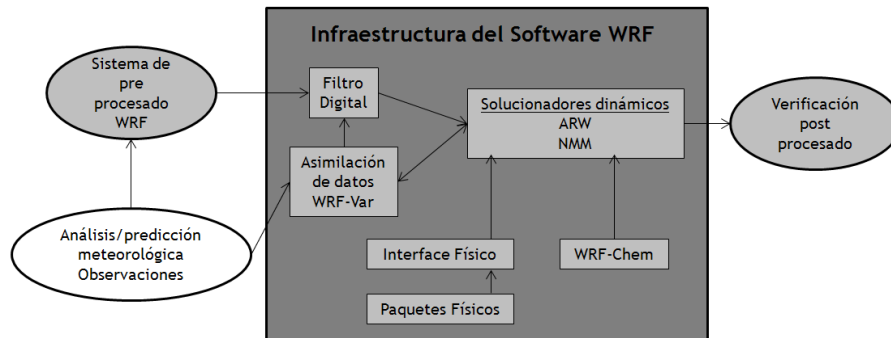 Infraestructura del Software WRF
Sistema de
pre
procesado
WRF
Filtro
Digital
Solucionadores dinámicos
ARW
NMM
Verificación
post
procesado
Asimilación
de datos
WRF-Var
Análisis/predicción
meteorológica
Observaciones
Interface Físico
WRF-Chem
Paquetes Físicos